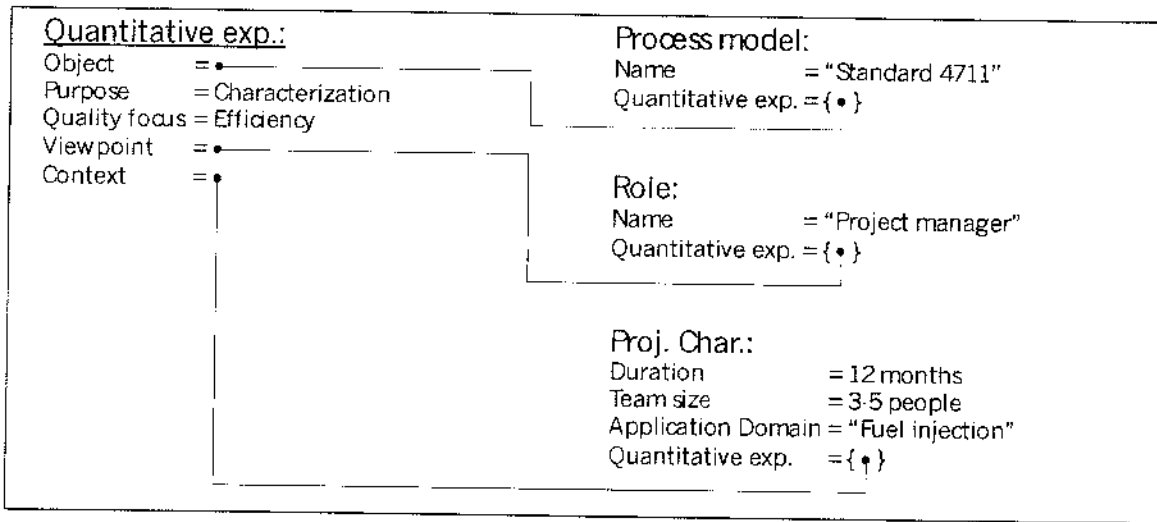 Quantitative exp.:
Object = •
Purpose = Characterization
Quality focus = Efficiency
Viewpoint = •
Context = •
Process model:
Name = “Standard 4711”
Quantitative exp. = { • }
Role:
Name = “Project manager”
Quantitative exp. = { • }
Proj. Char.:
Duration = 12 months
Team size = 3-5 people
Application Domain = “Fuel injection”
Quantitative exp. = { • }